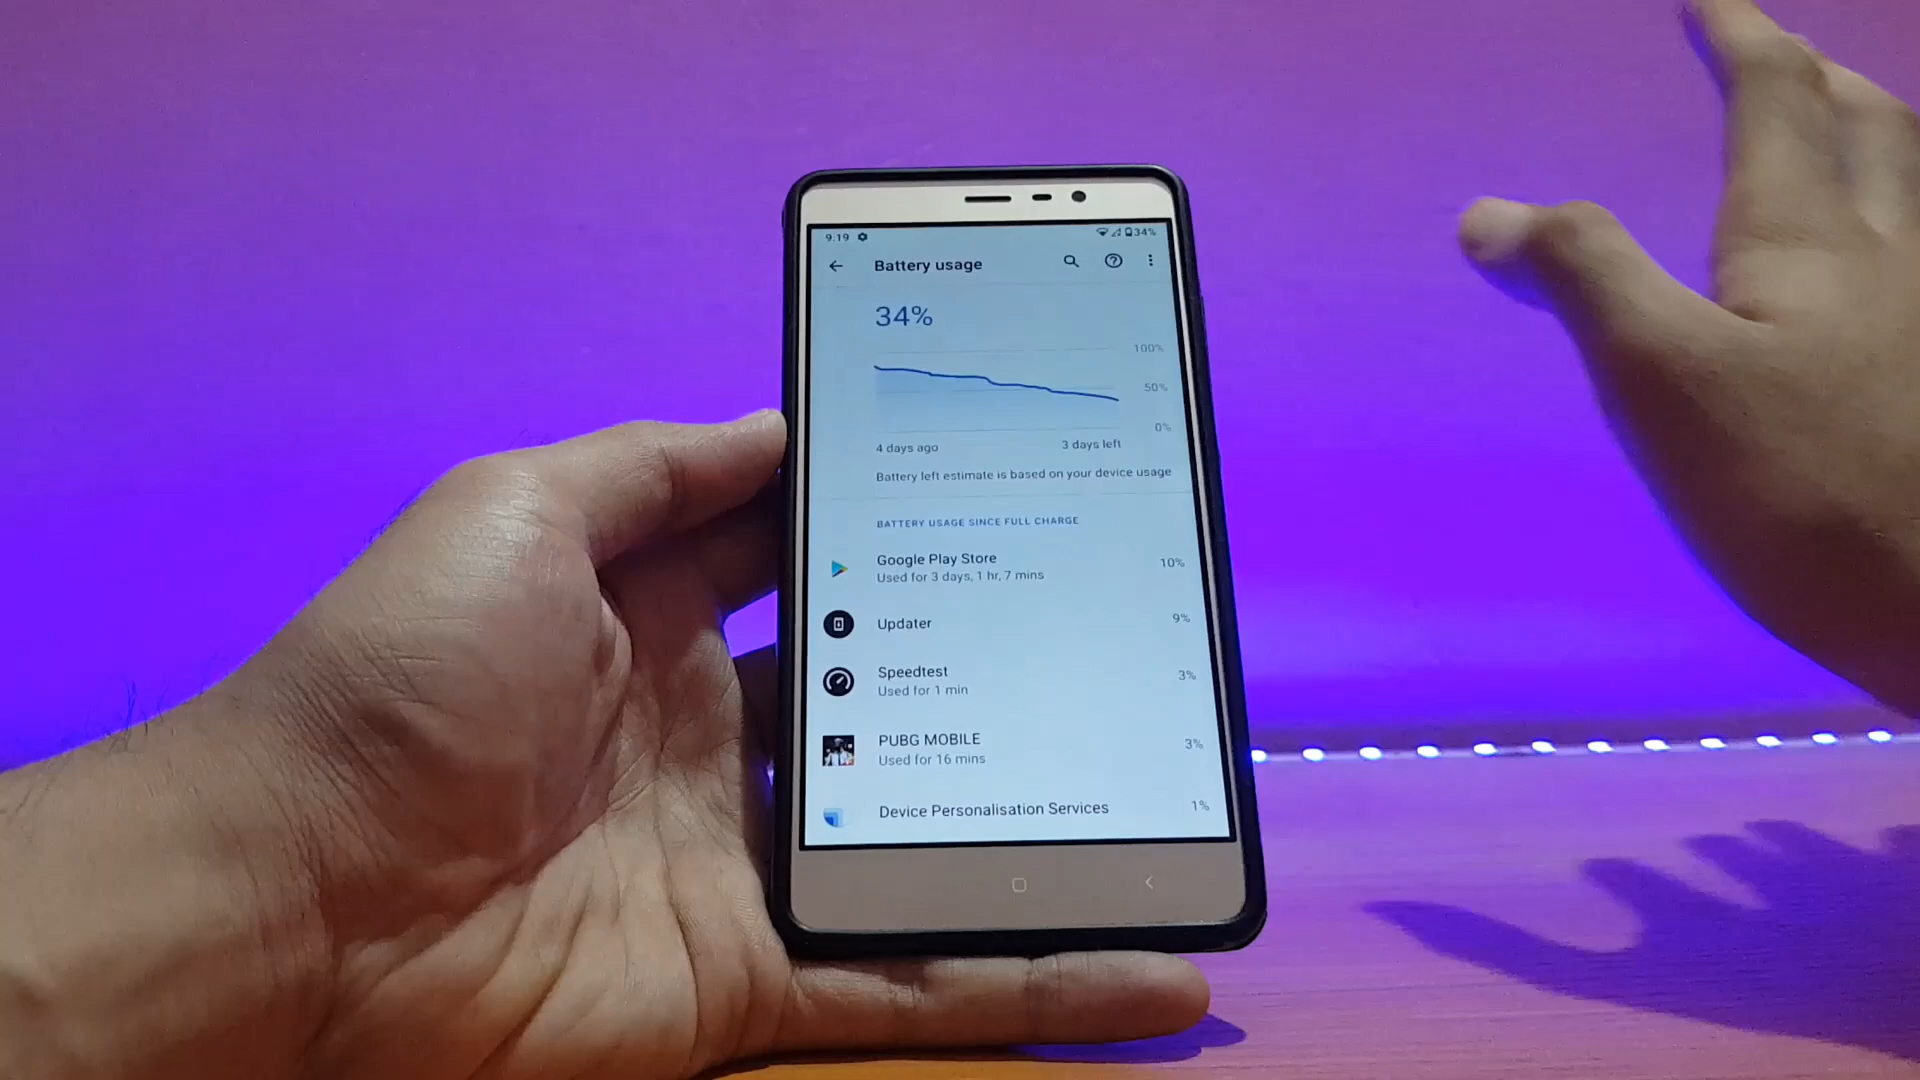 9:19
34%
Battery usage
34%
100%
50%
0%
4 days ago
3 days left
Battery left estimate is based on your device usage
BATTERY USAGE SINCE FULL CHARGE
Google Play Store
10%
Used for 3 days, 1 hr, 7 mins
Updater
9%
Speedtest
3%
Used for 1 min
PUBG MOBILE
3%
Used for 16 mins
Device Personalisation Services
1%